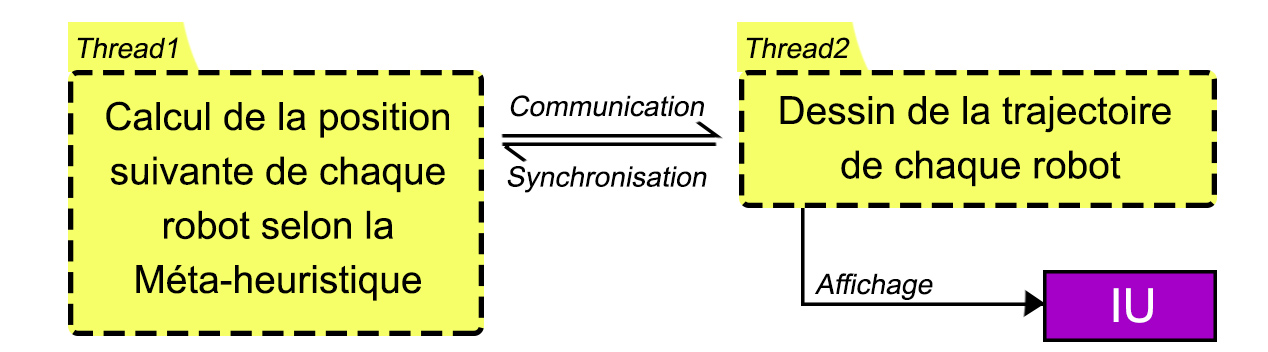 Thread1
Calcul de la position
suivante de chaque
robot selon la
Méta-heuristique
Communication
Synchronisation
Thread2
Dessin de la trajectoire
de chaque robot
Affichage
IU